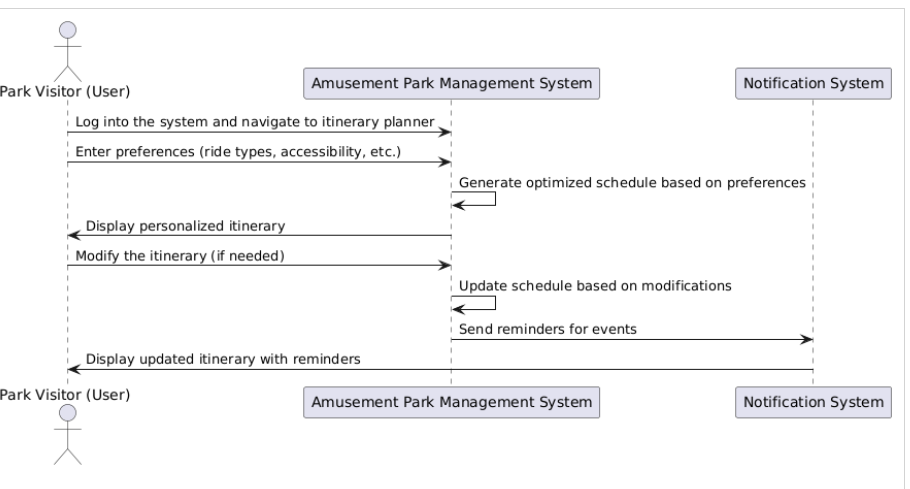 Park Visitor (User)
Amusement Park Management System
Notification System
Log into the system and navigate to itinerary planner
Enter preferences (ride types, accessibility, etc.)
Generate optimized schedule based on preferences
Display personalized itinerary
Modify the itinerary (if needed)
Update schedule based on modifications
Send reminders for events
Display updated itinerary with reminders
Park Visitor (User)
Amusement Park Management System
Notification System